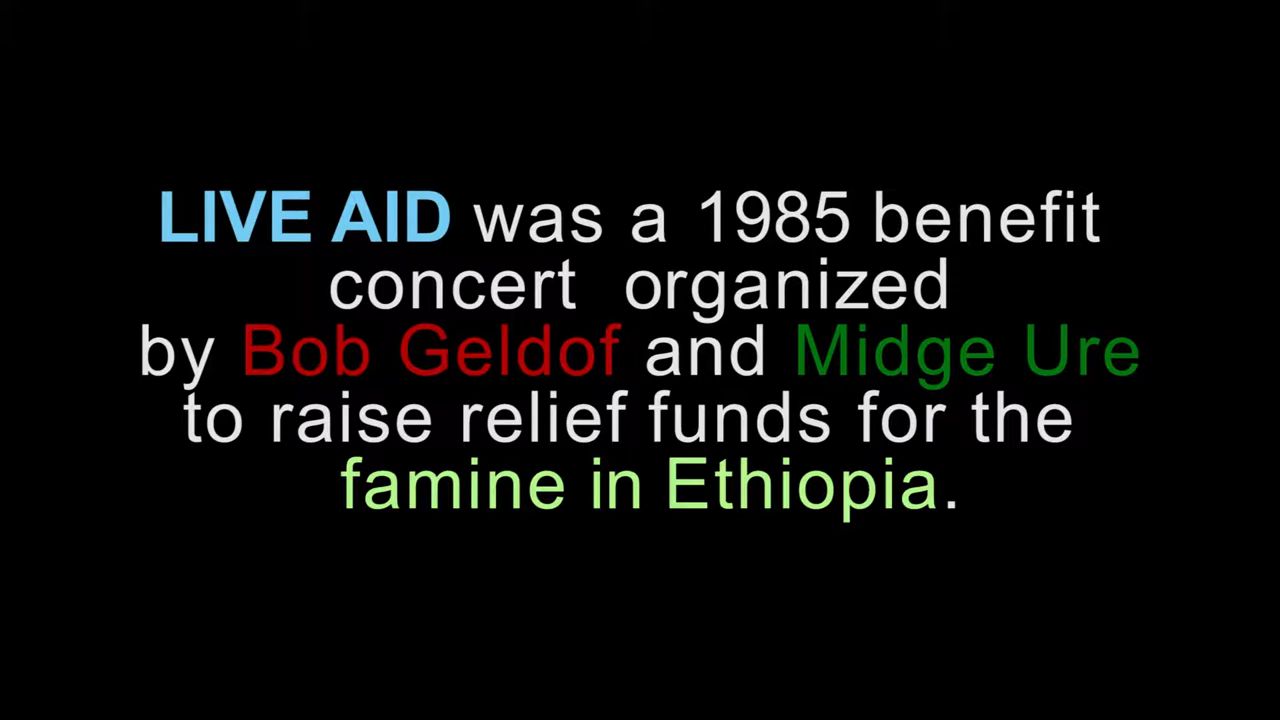 LIVE AID was a 1985 benefit
concert organized
by Bob Geldof and Midge Ure
to raise relief funds for the
famine in Ethiopia.